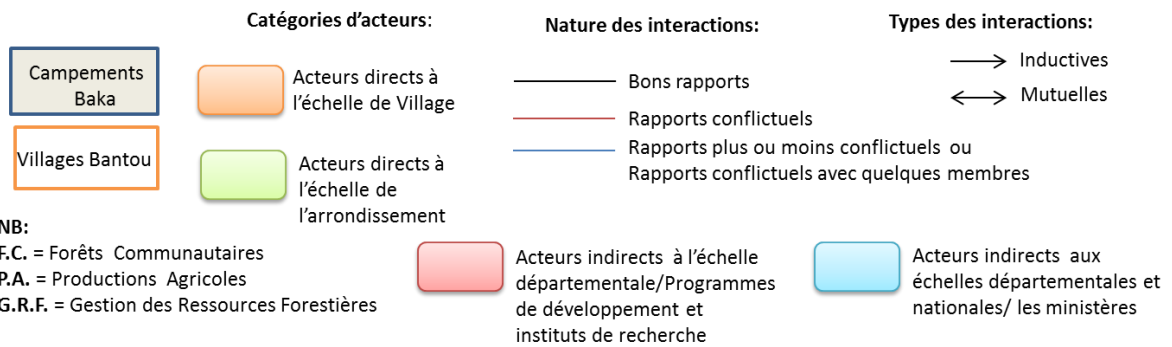 Catégories d’acteurs:
Nature des interactions:
Types des interactions:
Campements
Baka
Villages Bantou
Acteurs directs à
l’échelle de Village
Acteurs directs à
l’échelle de
l’arrondissement
Bons rapports
Rapports conflictuels
Rapports plus ou moins conflictuels ou
Rapports conflictuels avec quelques membres
Inductives
Mutuelles
NB:
F.C. = Forêts Communautaires
P.A. = Productions Agricoles
G.R.F. = Gestion des Ressources Forestières
Acteurs indirects à l’échelle
départementale/Programmes
de développement et
instituts de recherche
Acteurs indirects aux
échelles départementales et
nationales/ les ministères